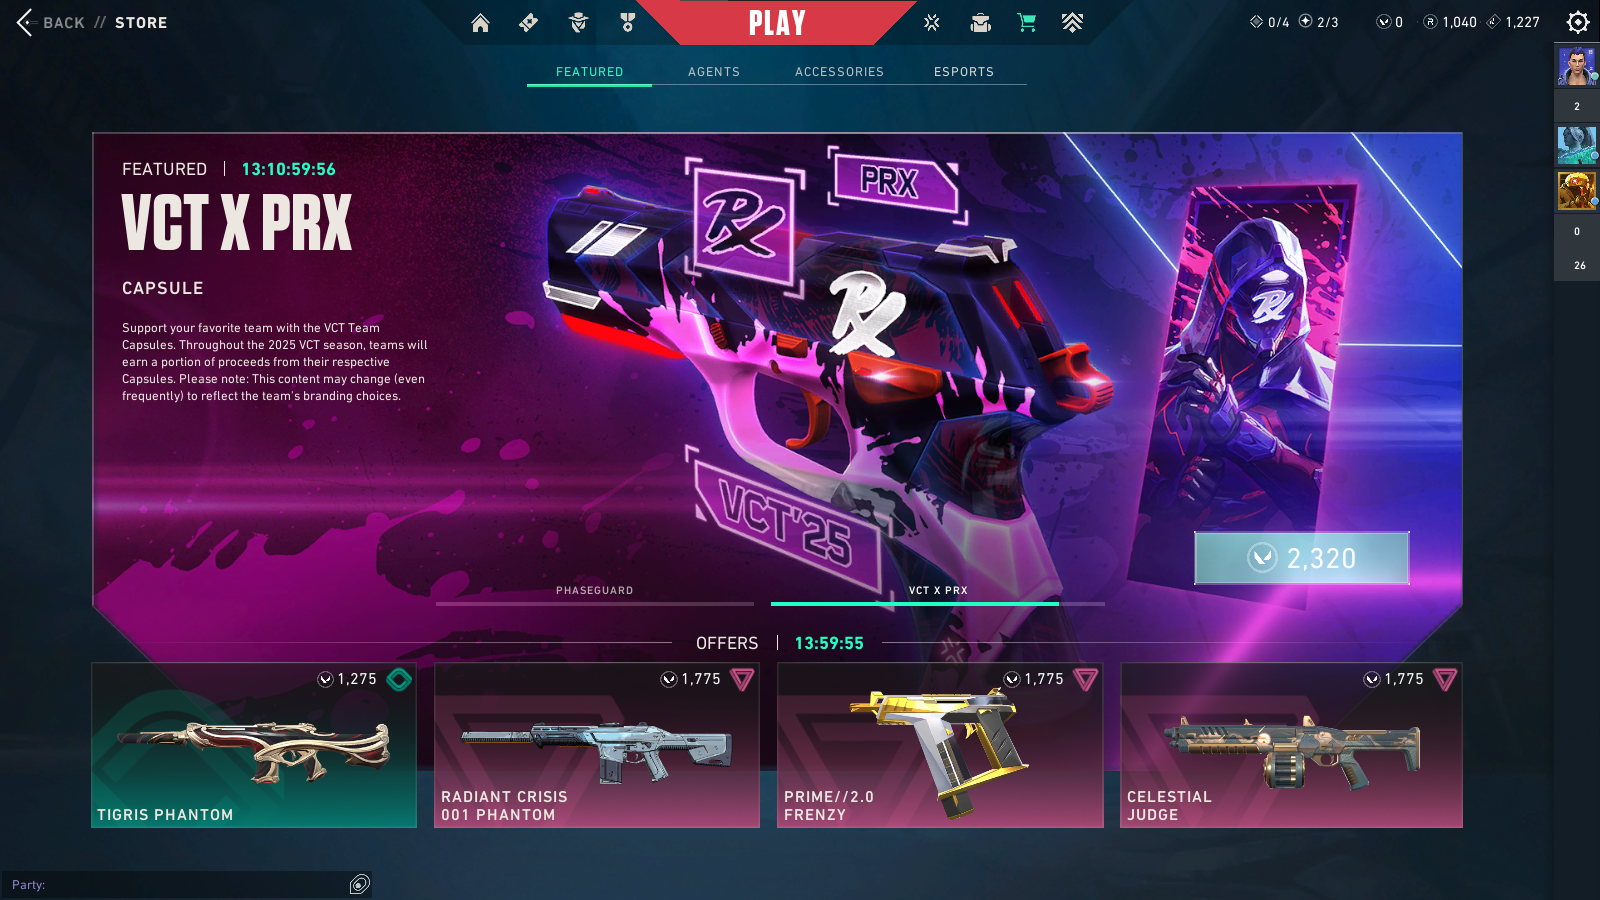 BACK // STORE
PLAY
0/4 2/3 0 1,040 1,227
FEATURED AGENTS ACCESSORIES ESPORTS
2
0
26
FEATURED | 13:10:59:56
VCT X PRX
CAPSULE
Support your favorite team with the VCT Team
Capsules. Throughout the 2025 VCT season, teams will
earn a portion of proceeds from their respective
Capsules. Please note: This content may change (even
frequently) to reflect the team's branding choices.
PRX
VCT'25
2,320
PHASEGUARD VCT X PRX
OFFERS | 13:59:55
1,275
TIGRIS PHANTOM
1,775
RADIANT CRISIS
001 PHANTOM
1,775
PRIME//2.0
FRENZY
1,775
CELESTIAL
JUDGE
Party: